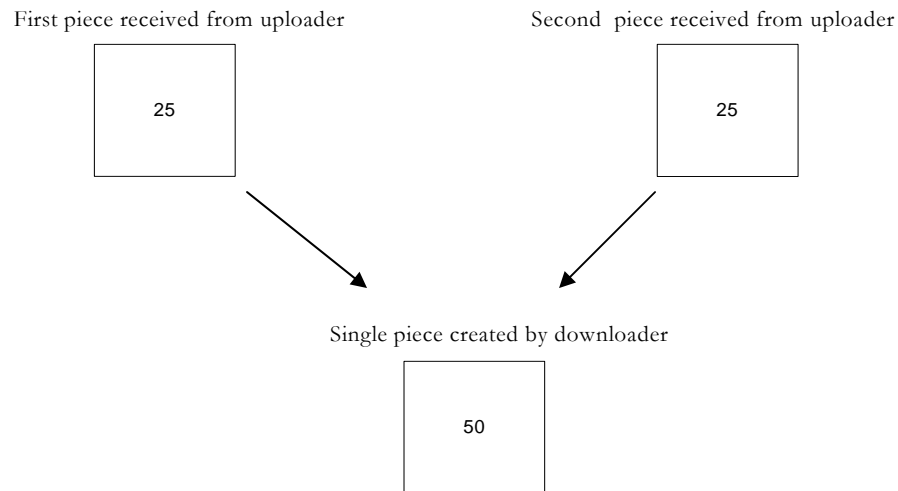 First piece received from uploader
Second piece received from uploader
25
25
Single piece created by downloader
50